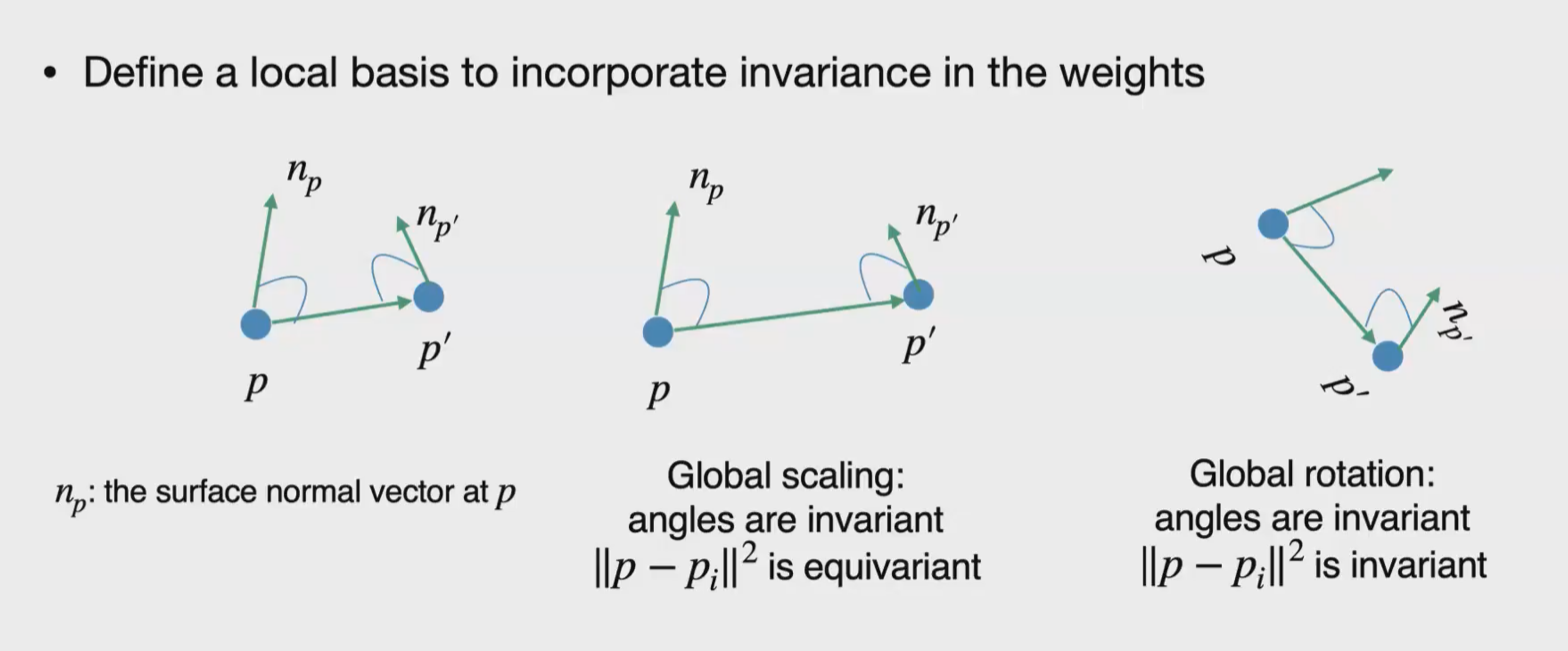 • Define a local basis to incorporate invariance in the weights
n_p
n_{p′}
p
p′
n_p
n_{p′}
p
p′
p
n_{p′}
p′
n_p: the surface normal vector at p
Global scaling:
angles are invariant
||p − p_i||² is equivariant
Global rotation:
angles are invariant
||p − p_i||² is invariant